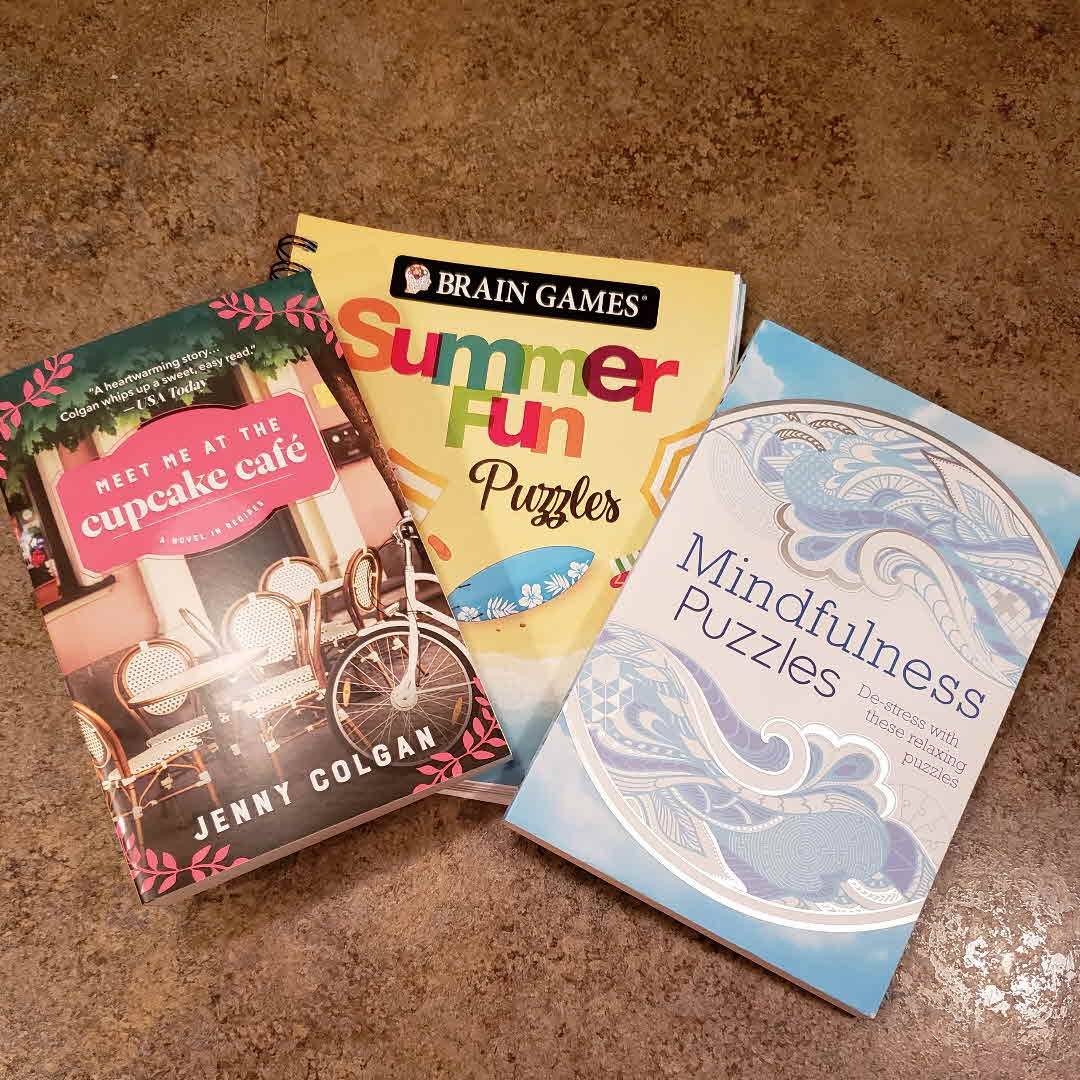 "A heartwarming story...
Colgan whips up a sweet, easy read."
—USA Today
MEET ME AT THE
cupcake café
A NOVEL IN RECIPES
JENNY COLGAN
BRAIN GAMES®
Summer
Fun
Puzzles
Mindfulness
Puzzles
De-stress with
these relaxing
puzzles